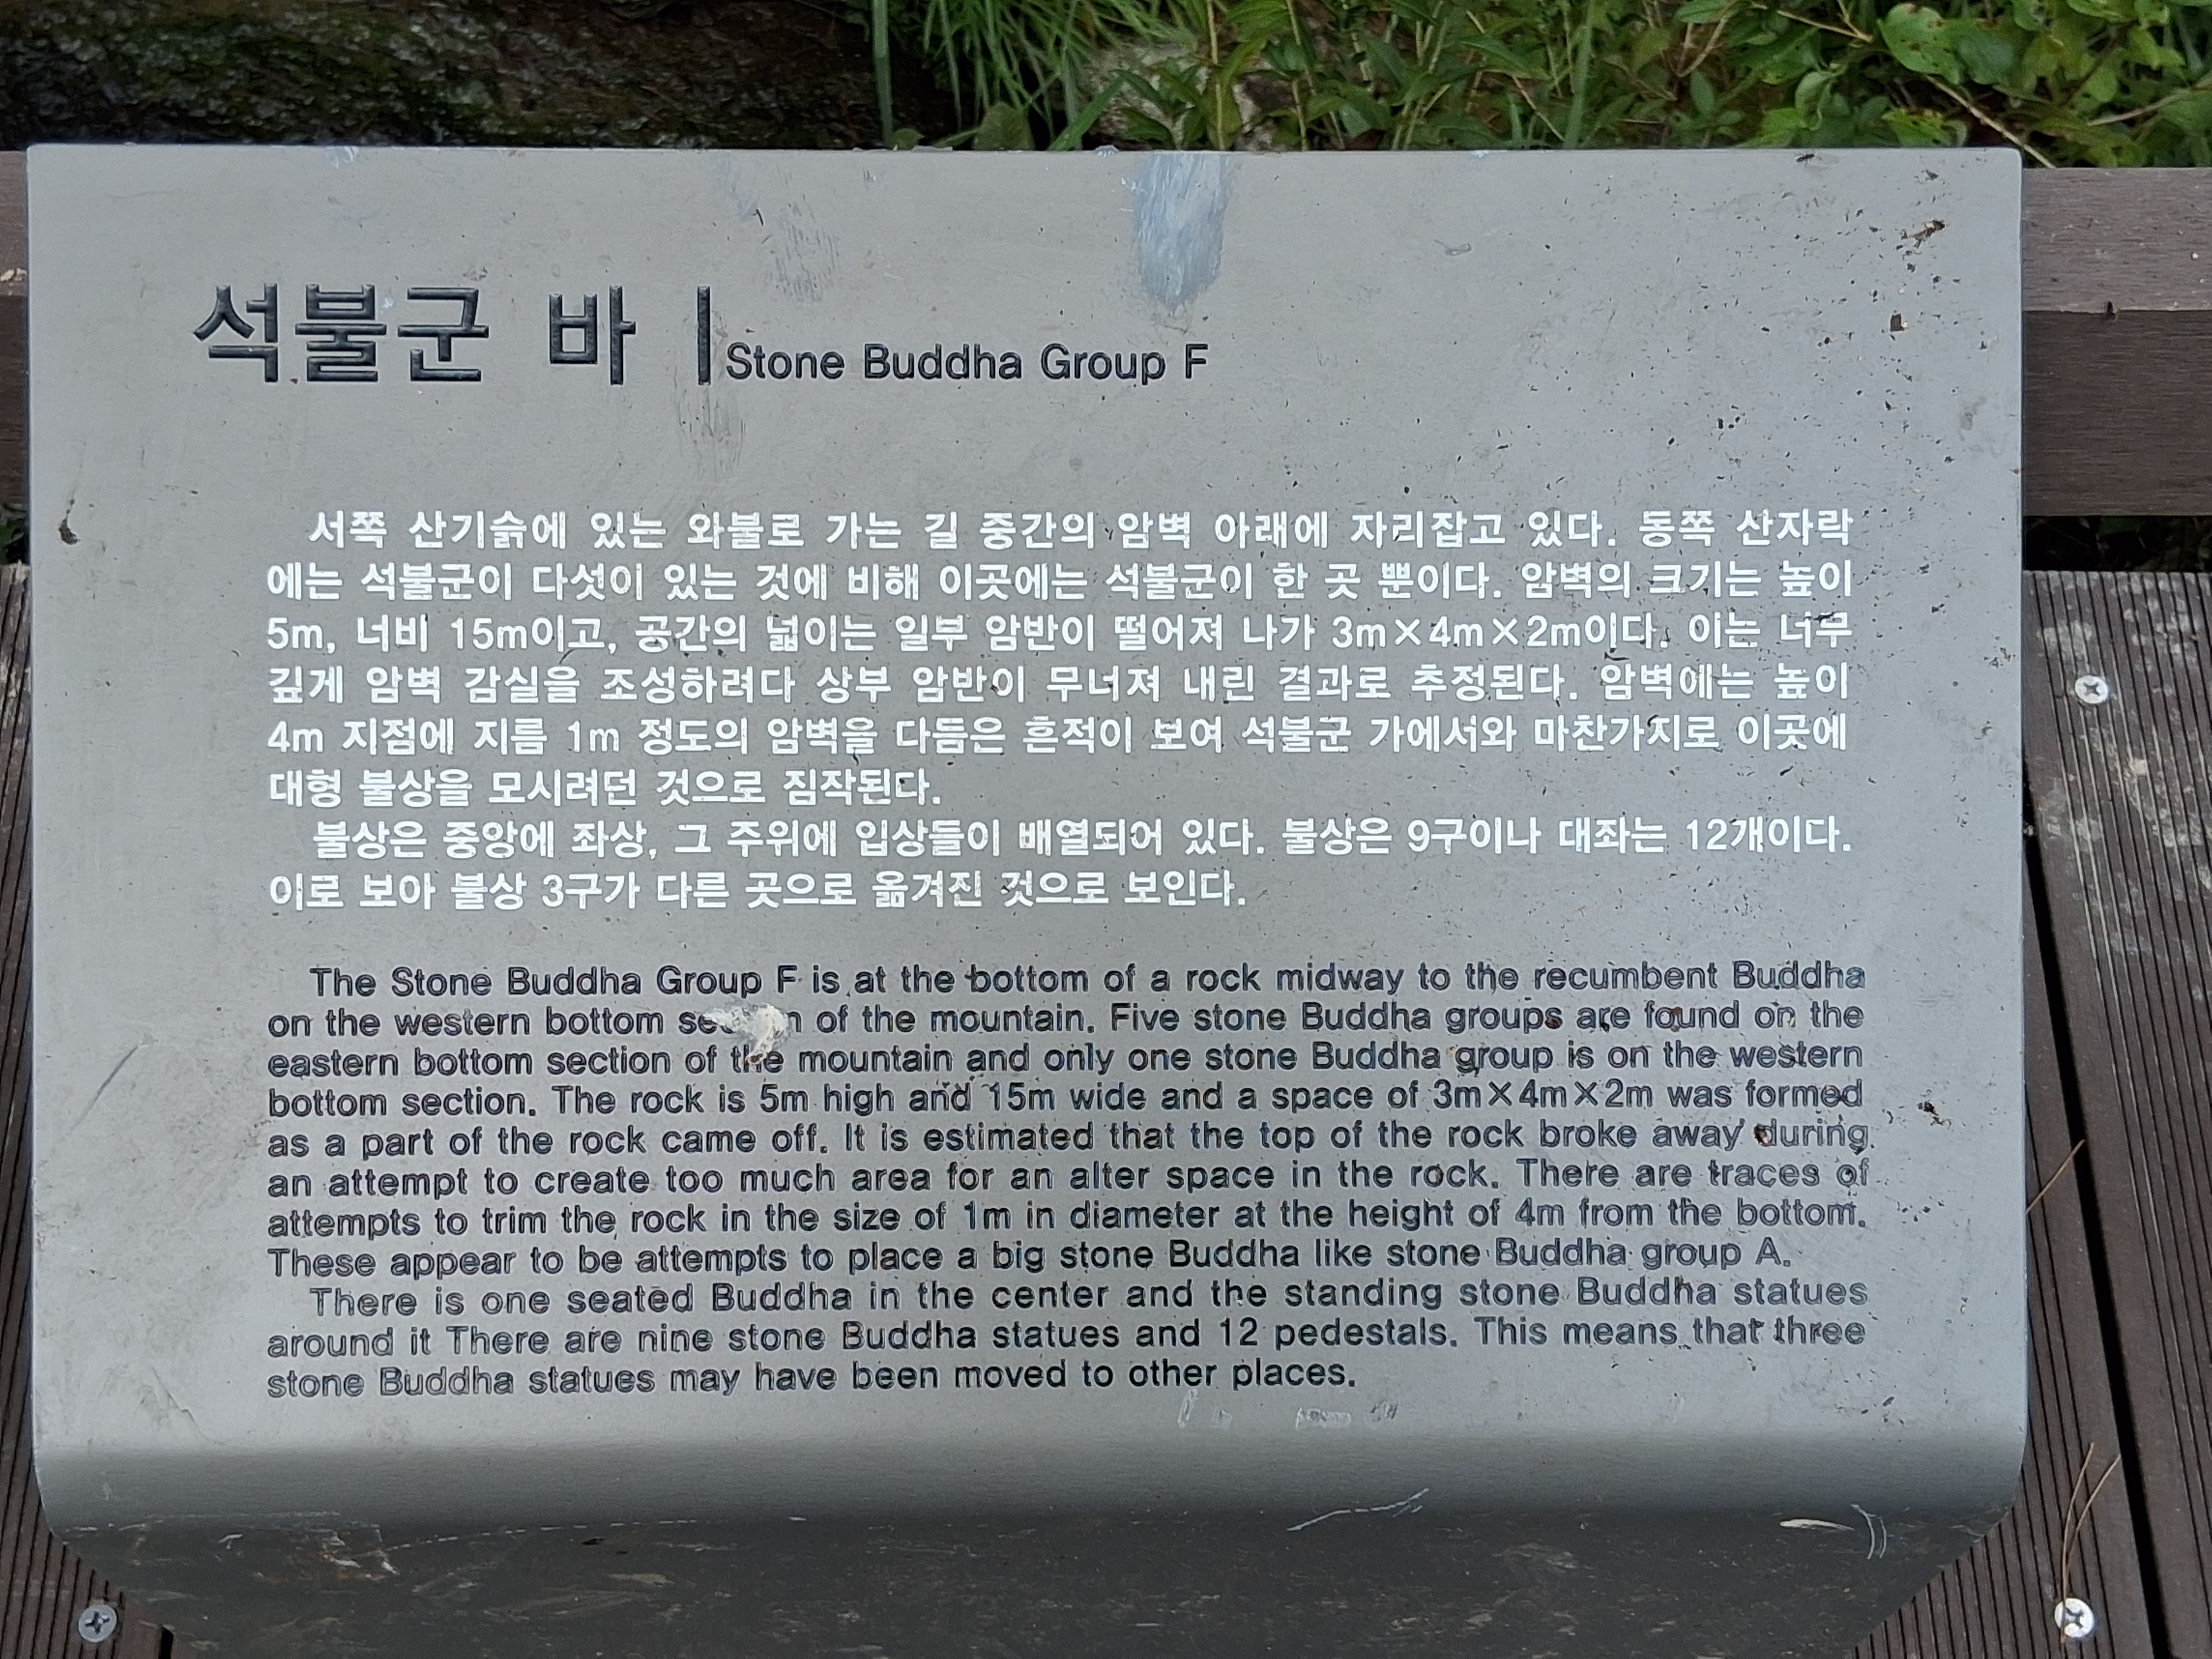 석불군 바 | Stone Buddha Group F
서쪽 산기슭에 있는 와불로 가는 길 중간의 암벽 아래에 자리잡고 있다. 동쪽 산자락
에는 석불군이 다섯이 있는 것에 비해 이곳에는 석불군이 한 곳 뿐이다. 암벽의 크기는 높이
5m, 너비 15m이고, 공간의 넓이는 일부 암반이 떨어져 나가 3m×4m×2m이다. 이는 너무
깊게 암벽 감실을 조성하려다 상부 암반이 무너져 내린 결과로 추정된다. 암벽에는 높이
4m 지점에 지름 1m 정도의 암벽을 다듬은 흔적이 보여 석불군 가에서와 마찬가지로 이곳에
대형 불상을 모시려던 것으로 짐작된다.
불상은 중앙에 좌상, 그 주위에 입상들이 배열되어 있다. 불상은 9구이나 대좌는 12개이다.
이로 보아 불상 3구가 다른 곳으로 옮겨진 것으로 보인다.
The Stone Buddha Group F is at the bottom of a rock midway to the recumbent Buddha
on the western bottom of the mountain. Five stone Buddha groups are found on the
eastern bottom section of the mountain and only one stone Buddha group is on the western
bottom section. The rock is 5m high and 15m wide and a space of 3m×4m×2m was formed
as a part of the rock came off. It is estimated that the top of the rock broke away during
an attempt to create too much area for an alter space in the rock. There are traces of
attempts to trim the rock in the size of 1m in diameter at the height of 4m from the bottom.
These appear to be attempts to place a big stone Buddha like stone Buddha group A.
There is one seated Buddha in the center and the standing stone Buddha statues
around it There are nine stone Buddha statues and 12 pedestals. This means that three
stone Buddha statues may have been moved to other places.